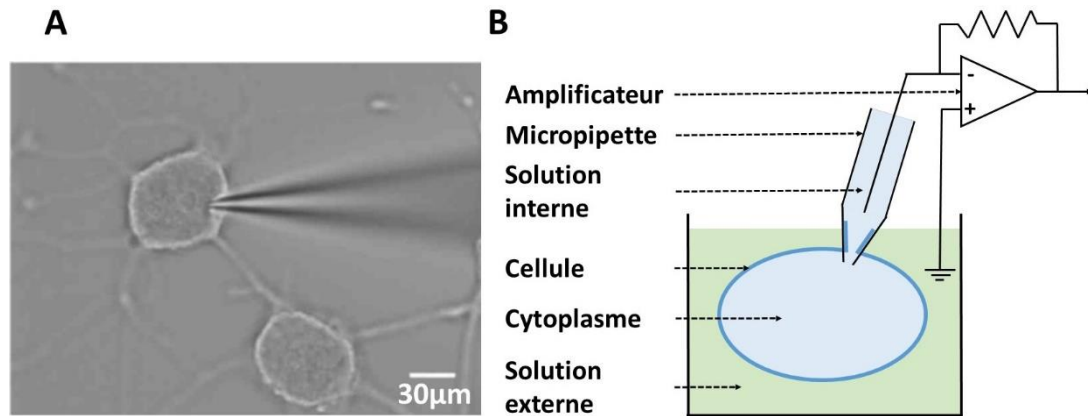 A
30µm
B
Amplificateur
Micropipette
Solution
interne
Cellule
Cytoplasme
Solution
externe
-
+